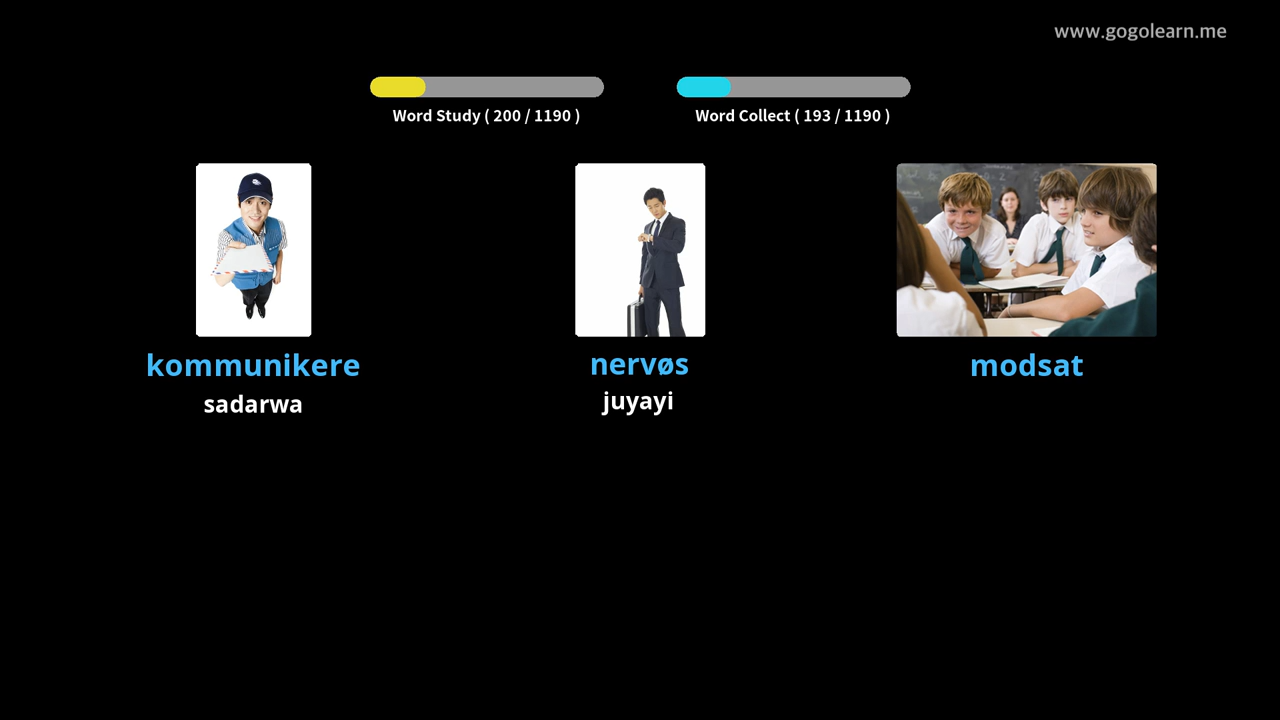 www.gogolearn.me
Word Study ( 200 / 1190 )
Word Collect ( 193 / 1190 )
kommunikere
nervøs
modsat
sadarwa
juyayi